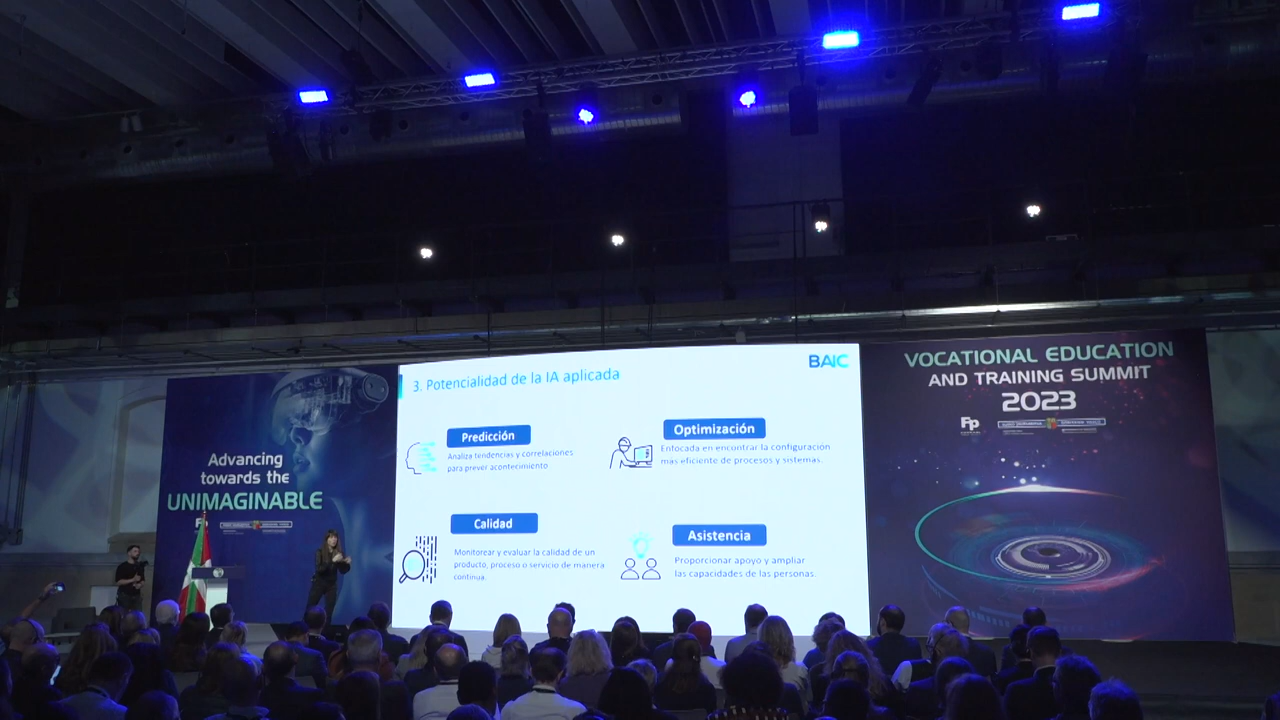 Advancing
towards the
UNIMAGINABLE
BAIC
3. Potencialidad de la IA aplicada
Predicción
Analiza tendencias y correlaciones
para prever acontecimiento
Optimización
Enfocada en encontrar la configuración
más eficiente de procesos y sistemas.
Calidad
Monitorear y evaluar la calidad de un
producto, proceso o servicio de manera
continua.
Asistencia
Proporcionar apoyo y ampliar
las capacidades de las personas.
VOCATIONAL EDUCATION
AND TRAINING SUMMIT
2023
Fp